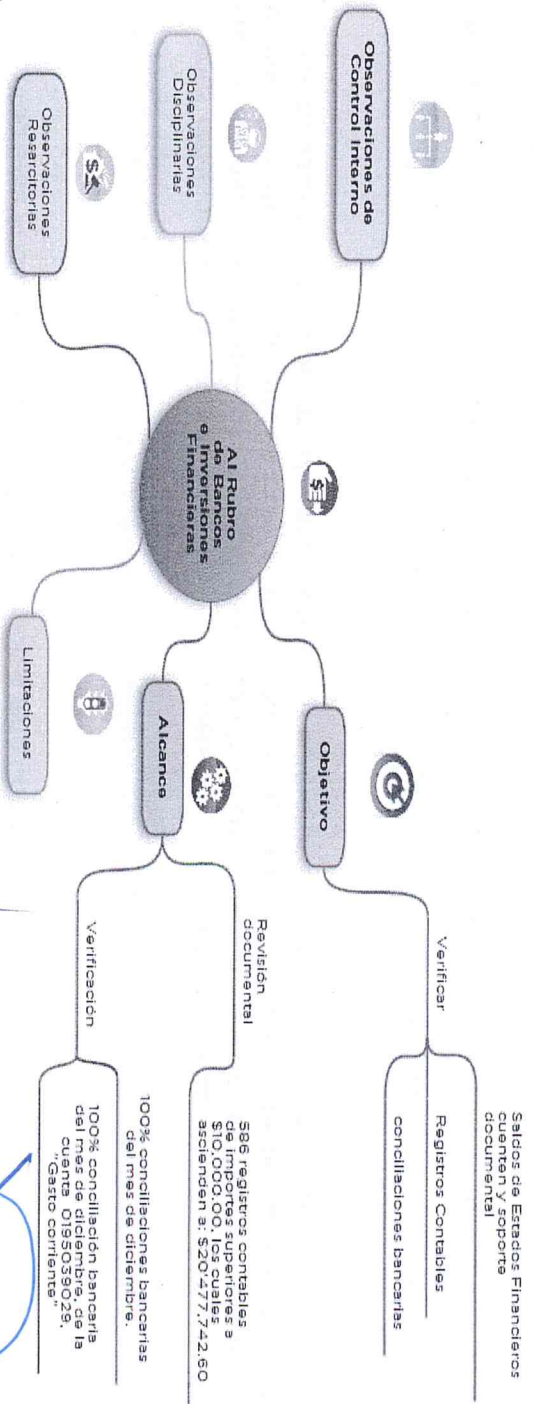 Observaciones de
Control Interno
Observaciones
Disciplinarias
Observaciones
Resarcitorias
Al Rubro
de Bancos
e Inversiones
Financieras
Objetivo
Verificar
Saldos de Estados Financieros
cuenten y soporte
documental
Registros Contables
conciliaciones bancarias
Alcance
Revisión
documental
586 registros contables
de importes superiores a
$10,000.00, los cuales
ascienden a: $20'477,742.60
Verificación
100% conciliaciones bancarias
del mes de diciembre.
100% conciliación bancaria
del mes de diciembre, de la
cuenta 0195039029,
"Gasto corriente"
Limitaciones